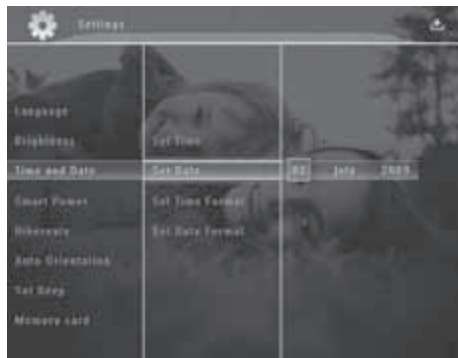 Settings
Language
Brightness
Time and Date
Smart Power
Hibernate
Auto Orientation
Set Beep
Memory card
Set Time
Set Date
Set Time Format
Set Date Format
02 July 2009